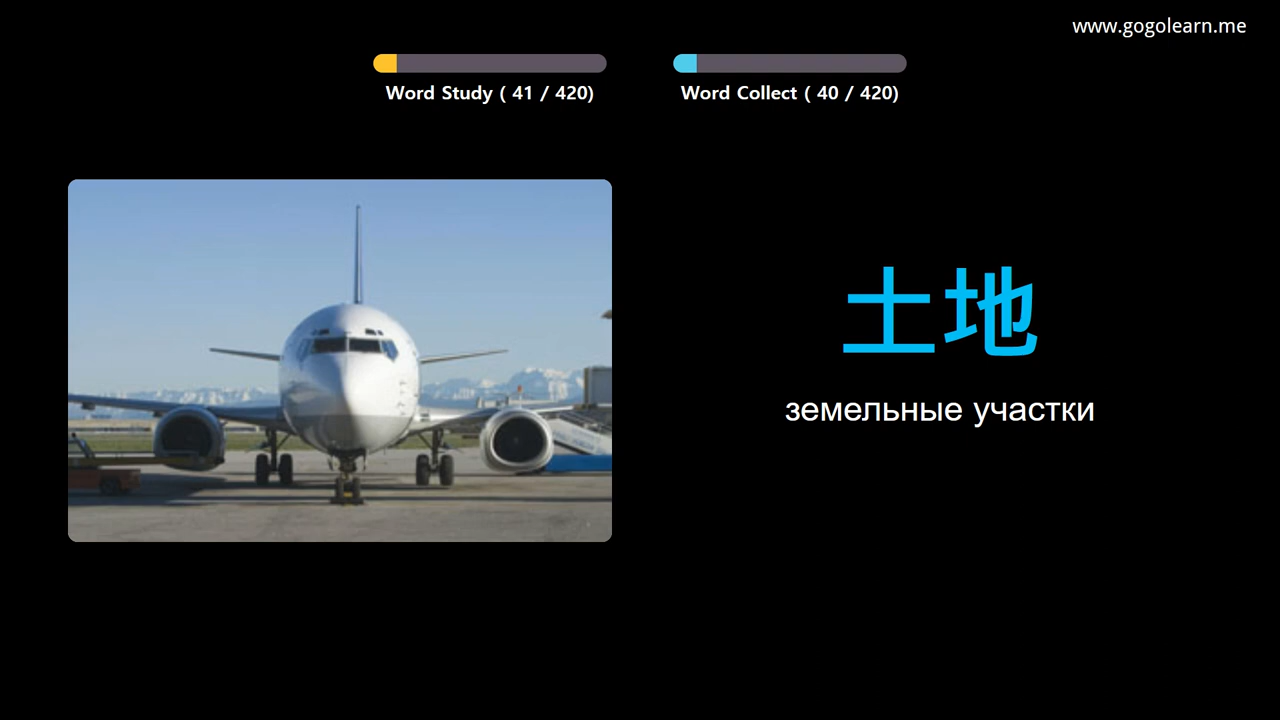 www.gogolearn.me
Word Study ( 41 / 420)
Word Collect ( 40 / 420)
土地
земельные участки